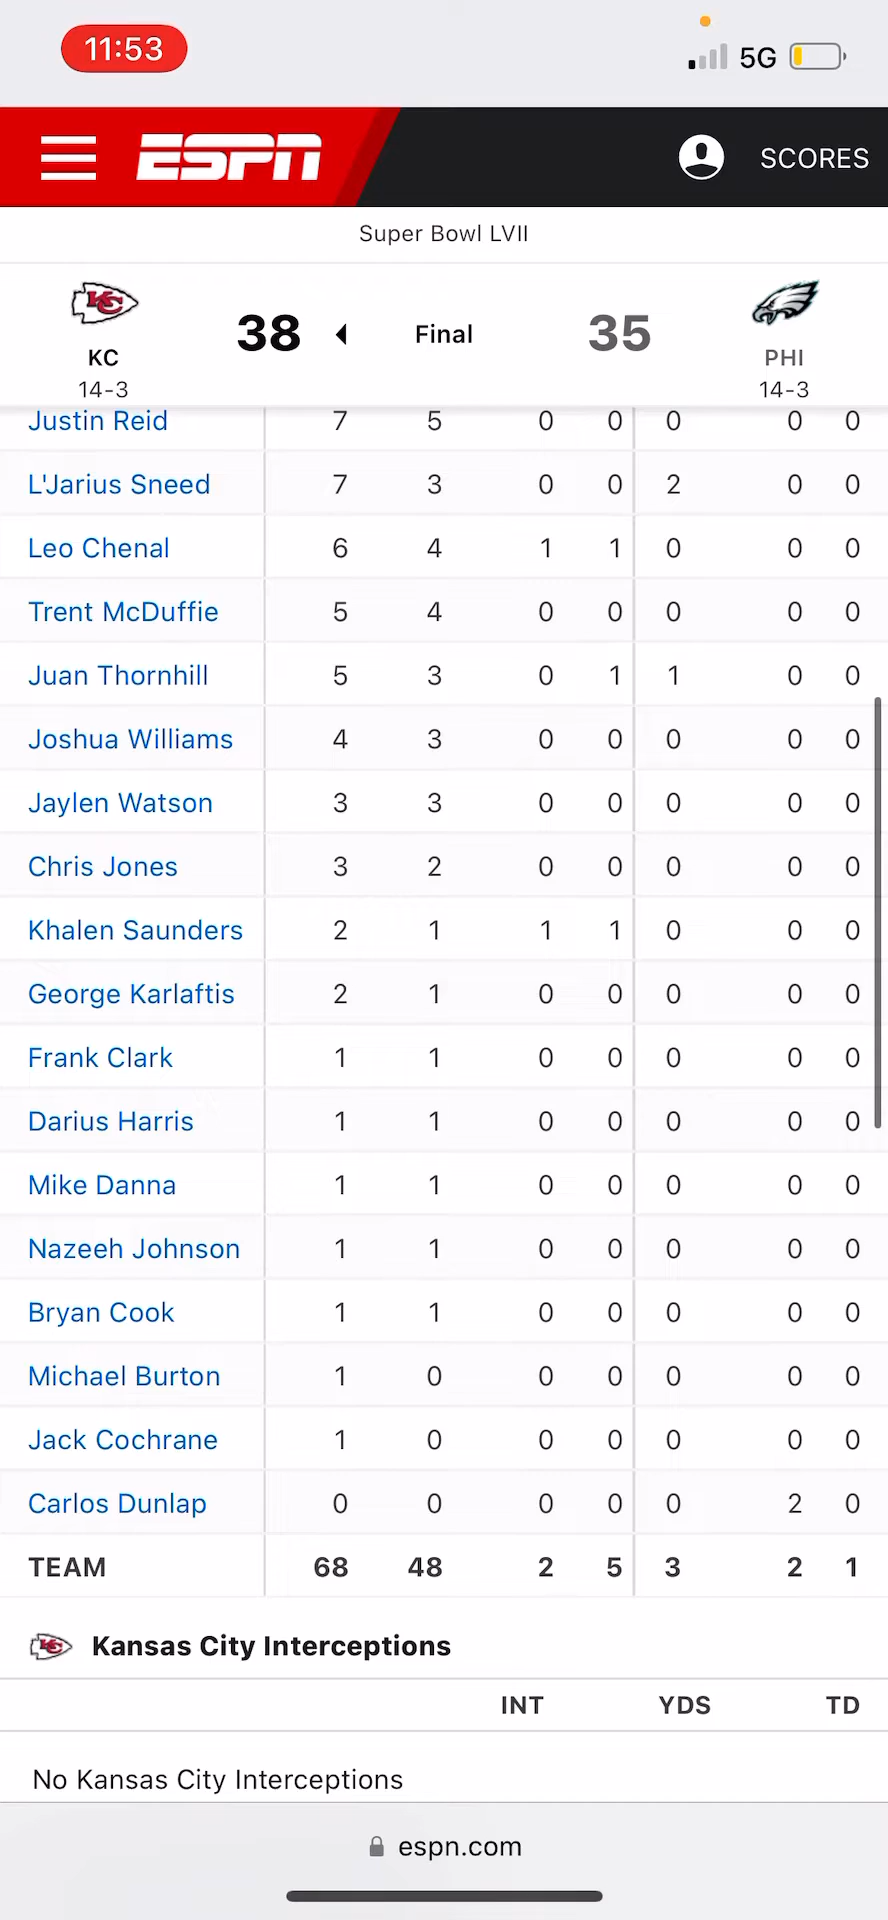 11:53
5G
ESPN
SCORES
Super Bowl LVII
KC
14-3
38
Final
35
PHI
14-3
Justin Reid 7 5 0 0 0 0 0
L'Jarius Sneed 7 3 0 0 2 0 0
Leo Chenal 6 4 1 1 0 0 0
Trent McDuffie 5 4 0 0 0 0 0
Juan Thornhill 5 3 0 1 1 0 0
Joshua Williams 4 3 0 0 0 0 0
Jaylen Watson 3 3 0 0 0 0 0
Chris Jones 3 2 0 0 0 0 0
Khalen Saunders 2 1 1 1 0 0 0
George Karlaftis 2 1 0 0 0 0 0
Frank Clark 1 1 0 0 0 0 0
Darius Harris 1 1 0 0 0 0 0
Mike Danna 1 1 0 0 0 0 0
Nazeeh Johnson 1 1 0 0 0 0 0
Bryan Cook 1 1 0 0 0 0 0
Michael Burton 1 0 0 0 0 0 0
Jack Cochrane 1 0 0 0 0 0 0
Carlos Dunlap 0 0 0 0 0 2 0
TEAM 68 48 2 5 3 2 1
Kansas City Interceptions
INT YDS TD
No Kansas City Interceptions
espn.com